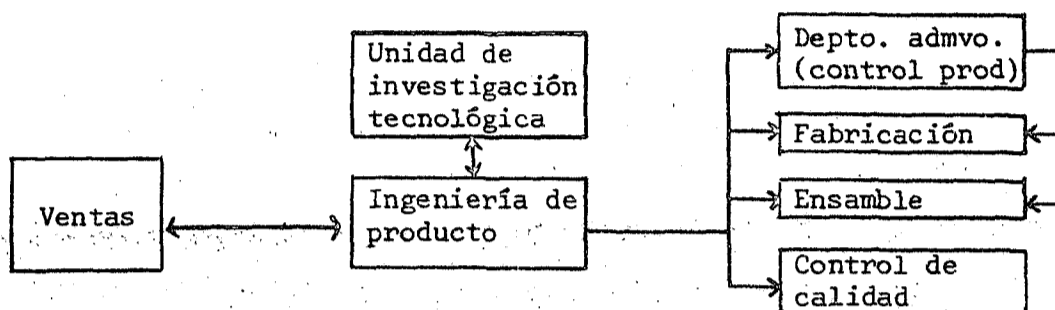 Unidad de
investigación
tecnológica
Depto. admvo.
(control prod)
Fabricación
Ventas
Ingeniería de
producto
Ensamble
Control de
calidad